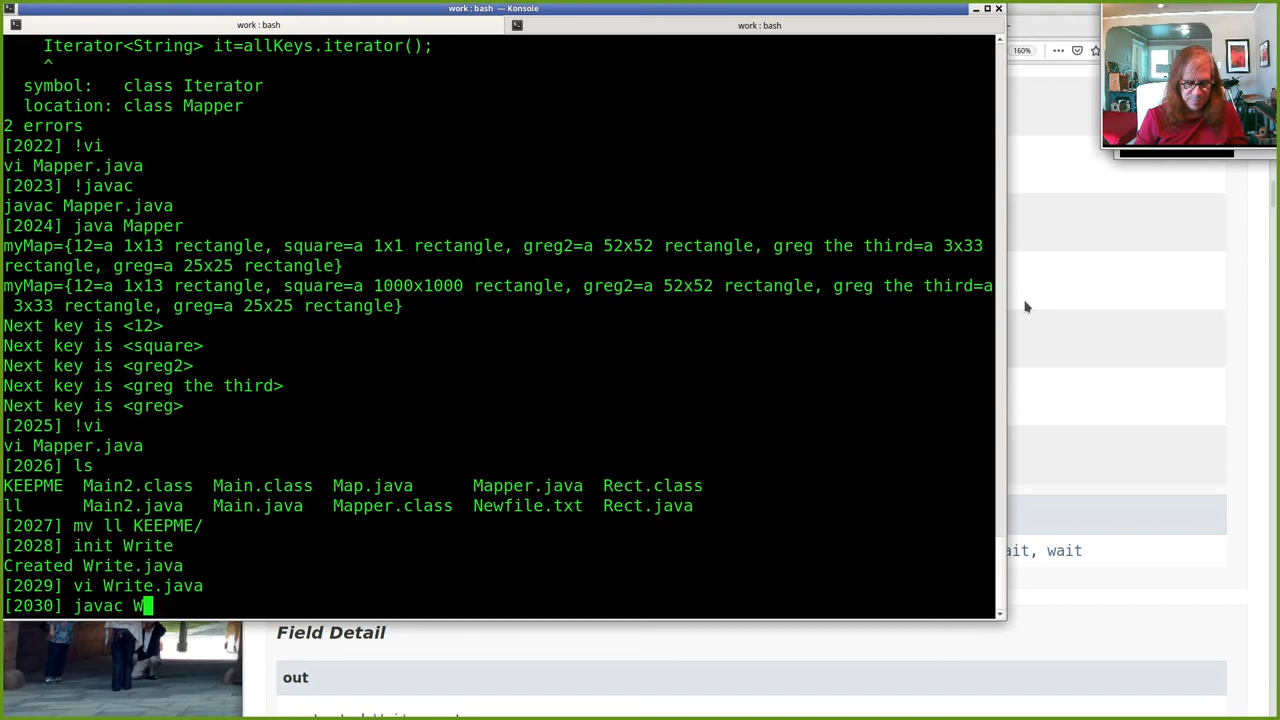 work : bash — Konsole
work : bash
work : bash
Iterator<String> it=allKeys.iterator();
^
symbol:   class Iterator
location: class Mapper
2 errors
[2022] !vi
vi Mapper.java
[2023] !javac
javac Mapper.java
[2024] java Mapper
myMap={12=a 1x13 rectangle, square=a 1x1 rectangle, greg2=a 52x52 rectangle, greg the third=a 3x33
rectangle, greg=a 25x25 rectangle}
myMap={12=a 1x13 rectangle, square=a 1000x1000 rectangle, greg2=a 52x52 rectangle, greg the third=a
3x33 rectangle, greg=a 25x25 rectangle}
Next key is <12>
Next key is <square>
Next key is <greg2>
Next key is <greg the third>
Next key is <greg>
[2025] !vi
vi Mapper.java
[2026] ls
KEEPME  Main2.class  Main.class  Map.java      Mapper.java  Rect.class
ll      Main2.java   Main.java   Mapper.class  Newfile.txt  Rect.java
[2027] mv ll KEEPME/
[2028] init Write
Created Write.java
[2029] vi Write.java
[2030] javac W
160%
wait
Field Detail
out